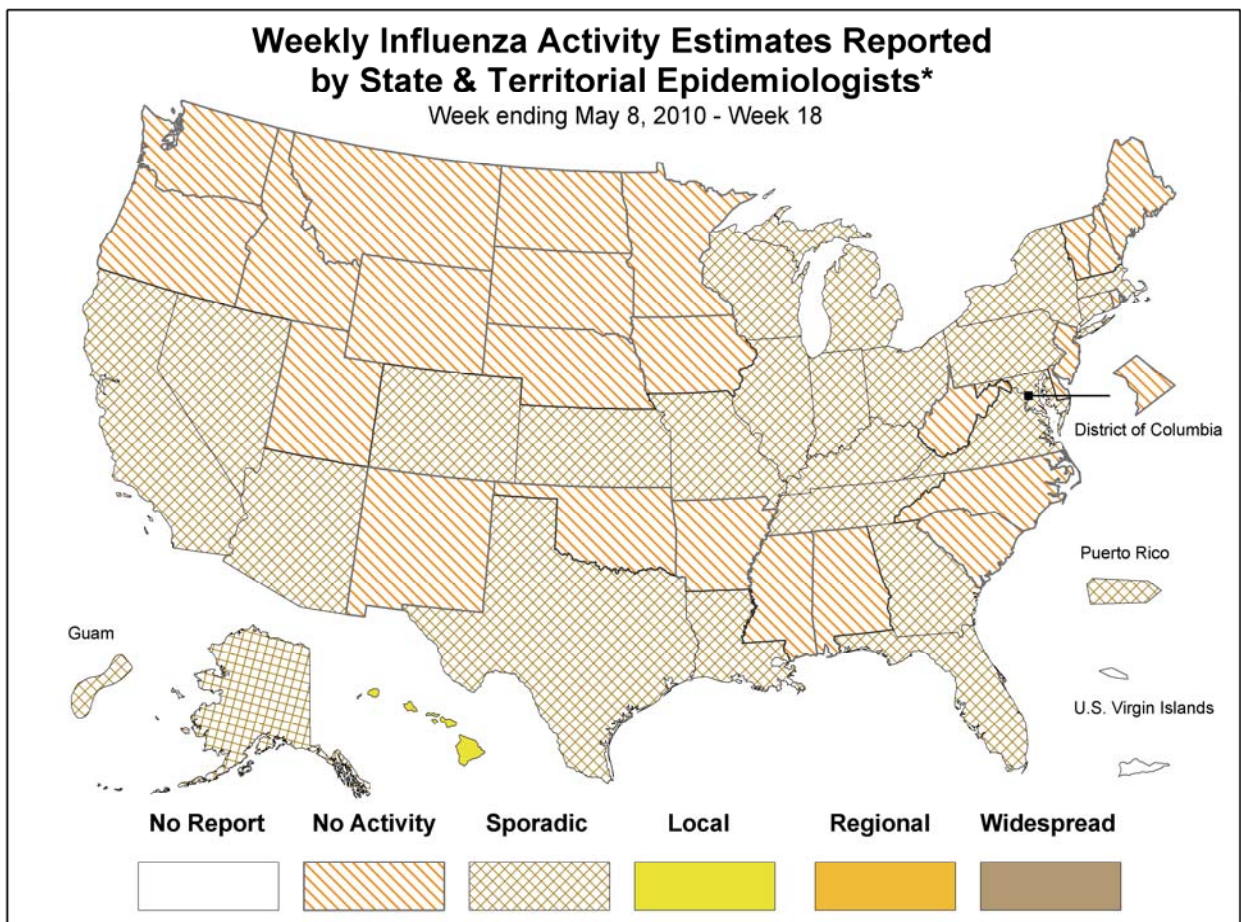 Weekly Influenza Activity Estimates Reported
by State & Territorial Epidemiologists*
Week ending May 8, 2010 - Week 18
District of Columbia
Puerto Rico
Guam
U.S. Virgin Islands
No Report
No Activity
Sporadic
Local
Regional
Widespread